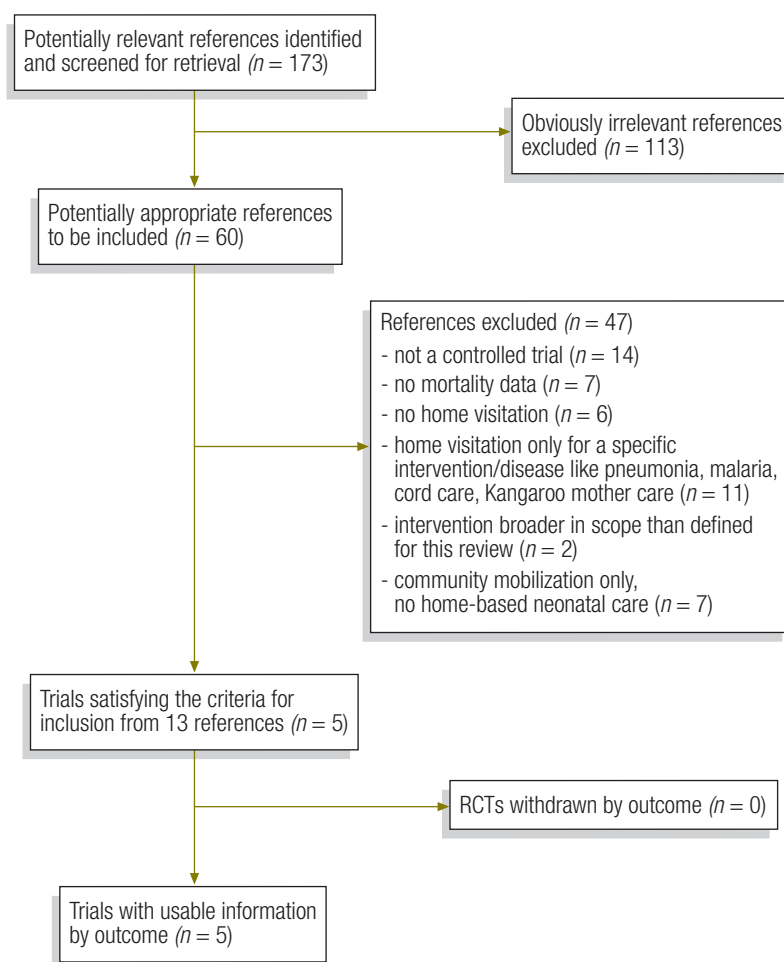 Potentially relevant references identified
and screened for retrieval (n = 173)
Obviously irrelevant references
excluded (n = 113)
Potentially appropriate references
to be included (n = 60)
References excluded (n = 47)
- not a controlled trial (n = 14)
- no mortality data (n = 7)
- no home visitation (n = 6)
- home visitation only for a specific
intervention/disease like pneumonia, malaria,
cord care, Kangaroo mother care (n = 11)
- intervention broader in scope than defined
for this review (n = 2)
- community mobilization only,
no home-based neonatal care (n = 7)
Trials satisfying the criteria for
inclusion from 13 references (n = 5)
RCTs withdrawn by outcome (n = 0)
Trials with usable information
by outcome (n = 5)